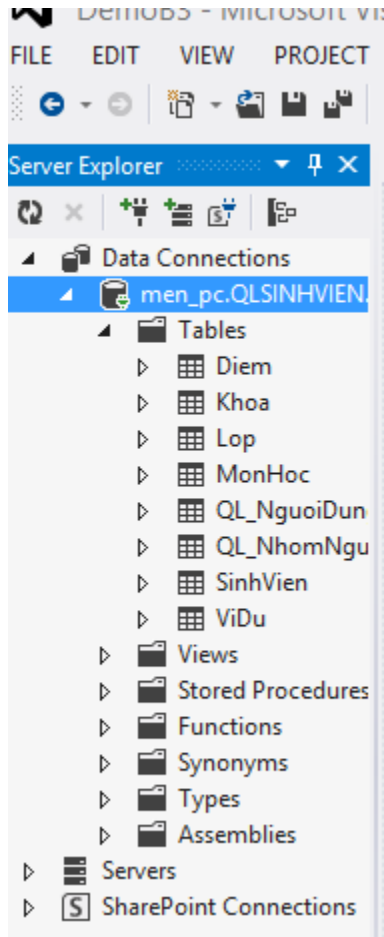 DemoB3 - Microsoft Vis
FILE EDIT VIEW PROJECT
Server Explorer
Data Connections
men_pc.QLSINHVIEN.
Tables
Diem
Khoa
Lop
MonHoc
QL_NguoiDun
QL_NhomNgu
SinhVien
ViDu
Views
Stored Procedures
Functions
Synonyms
Types
Assemblies
Servers
SharePoint Connections